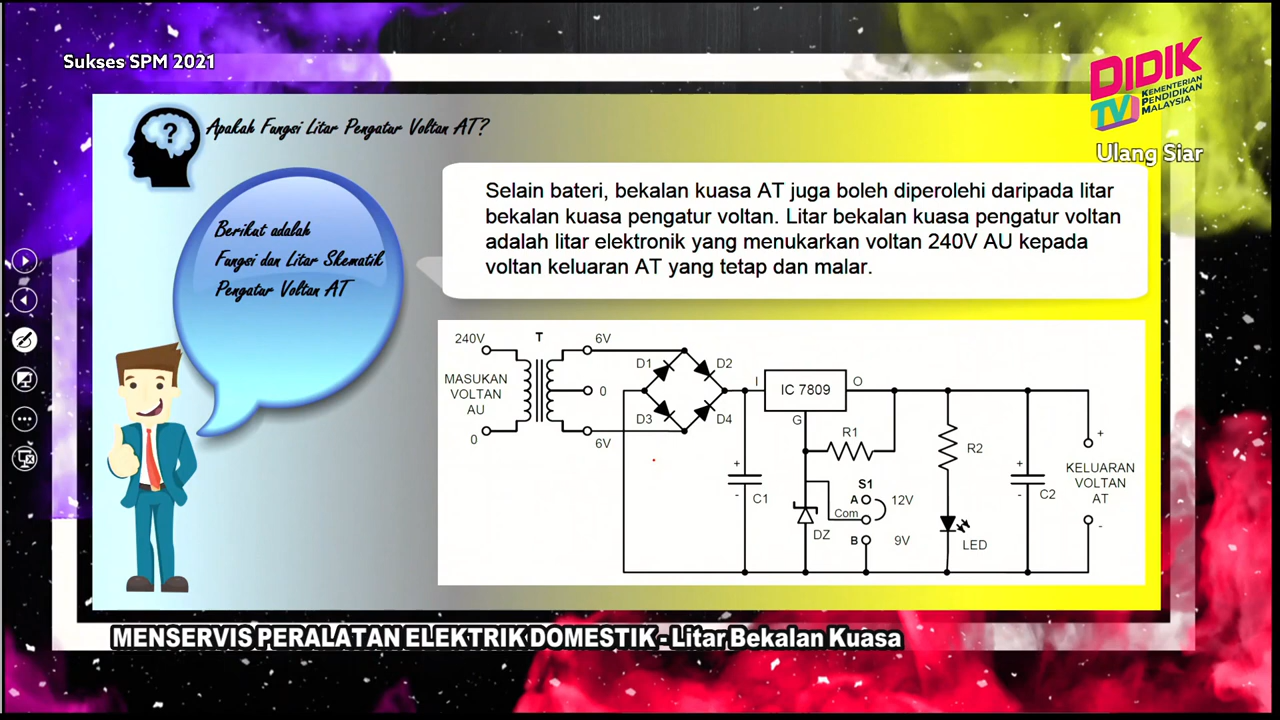 Sukses SPM 2021
DIDIK
TV KPM
KEMENTERIAN
PENDIDIKAN
MALAYSIA
Ulang Siar
?
Apakah Fungsi Litar Pengatur Voltan AT?
Berikut adalah
Fungsi dan Litar Skematik
Pengatur Voltan AT
Selain bateri, bekalan kuasa AT juga boleh diperolehi daripada litar
bekalan kuasa pengatur voltan. Litar bekalan kuasa pengatur voltan
adalah litar elektronik yang menukarkan voltan 240V AU kepada
voltan keluaran AT yang tetap dan malar.
240V
T
6V
MASUKAN
VOLTAN
AU
0
0
6V
D1
D2
D3
D4
I
IC 7809
O
G
R1
+
-
C1
S1
A
12V
Com
DZ
B
9V
R2
LED
+
-
C2
+
KELUARAN
VOLTAN
AT
-
MENSERVIS PERALATAN ELEKTRIK DOMESTIK - Litar Bekalan Kuasa